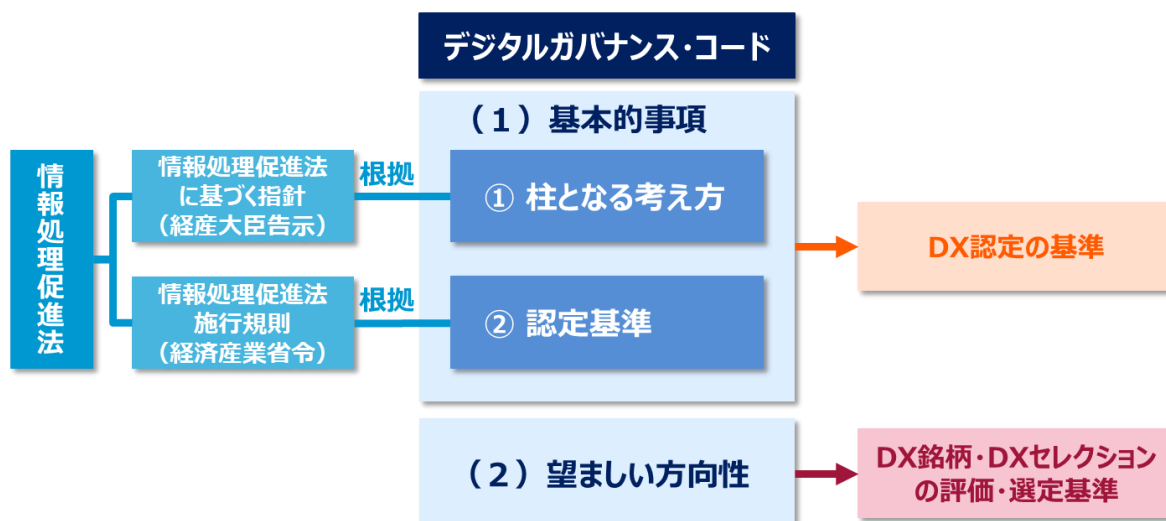 デジタルガバナンス・コード
（１）基本的事項
情報処理促進法
情報処理促進法
に基づく指針
（経産大臣告示）
根拠
① 柱となる考え方
DX認定の基準
情報処理促進法
施行規則
（経済産業省令）
根拠
② 認定基準
（２）望ましい方向性
DX銘柄・DXセレクション
の評価・選定基準